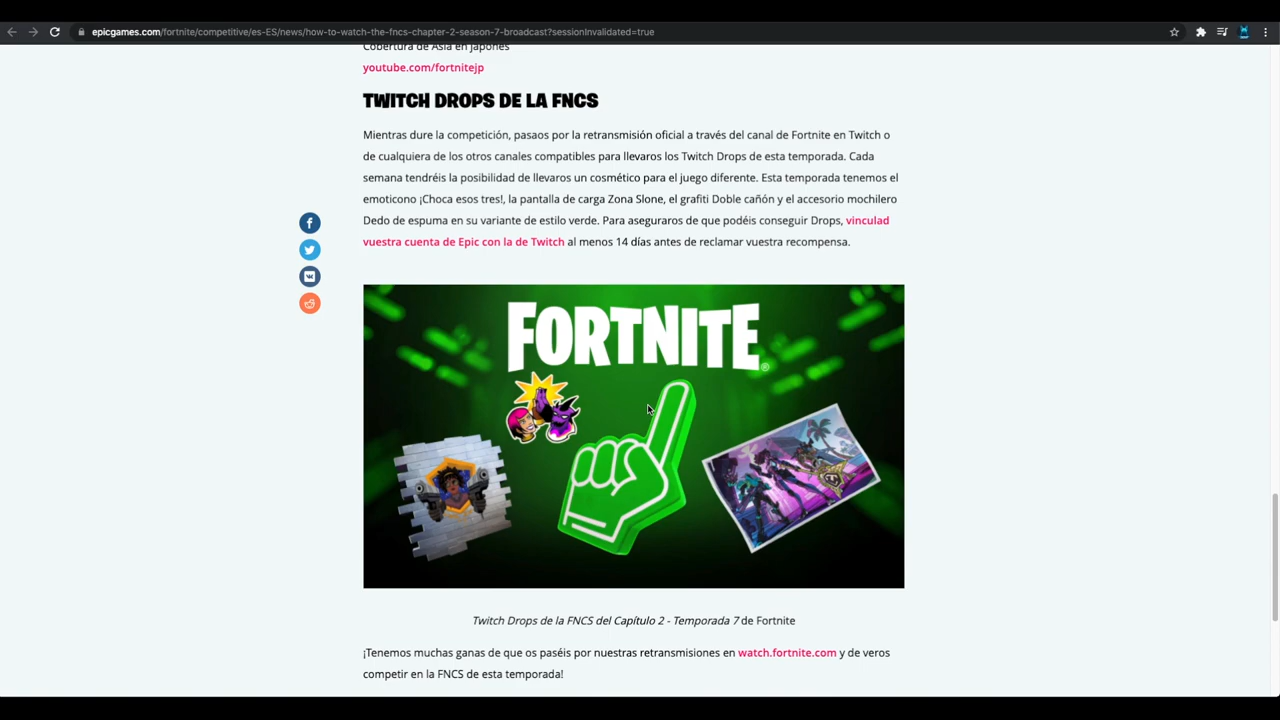 epicgames.com/fortnite/competitive/es-ES/news/how-to-watch-the-fncs-chapter-2-season-7-broadcast?sessionInvalidated=true
Cobertura de Asia en japonés
youtube.com/fortnitejp
TWITCH DROPS DE LA FNCS
Mientras dure la competición, pasaos por la retransmisión oficial a través del canal de Fortnite en Twitch o
de cualquiera de los otros canales compatibles para llevaros los Twitch Drops de esta temporada. Cada
semana tendréis la posibilidad de llevaros un cosmético para el juego diferente. Esta temporada tenemos el
emoticono ¡Choca esos tres!, la pantalla de carga Zona Slone, el grafiti Doble cañón y el accesorio mochilero
Dedo de espuma en su variante de estilo verde. Para aseguraros de que podéis conseguir Drops, vinculad
vuestra cuenta de Epic con la de Twitch al menos 14 días antes de reclamar vuestra recompensa.
FORTNITE®
Twitch Drops de la FNCS del Capítulo 2 - Temporada 7 de Fortnite
¡Tenemos muchas ganas de que os paséis por nuestras retransmisiones en watch.fortnite.com y de veros
competir en la FNCS de esta temporada!